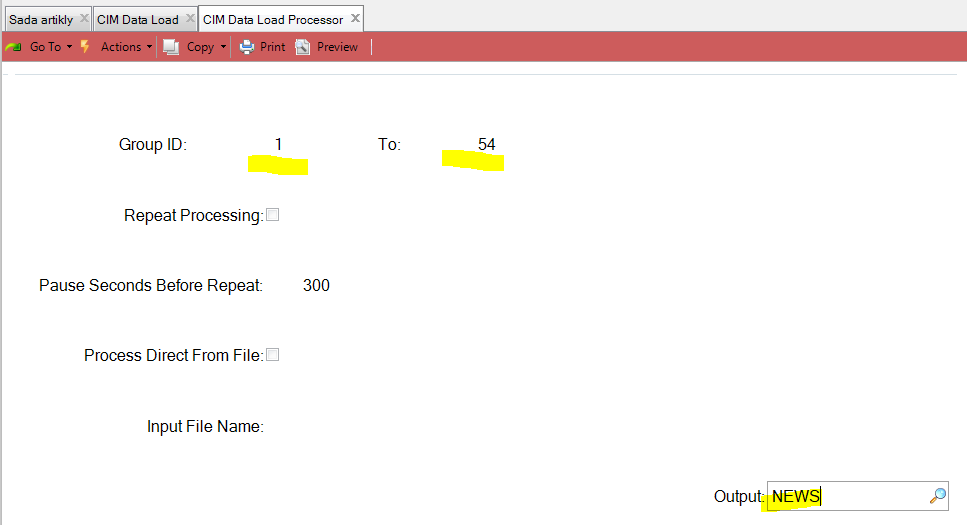 Sada artikly CIM Data Load CIM Data Load Processor
Go To Actions Copy Print Preview
Group ID: 1 To: 54
Repeat Processing:
Pause Seconds Before Repeat: 300
Process Direct From File:
Input File Name:
Output: NEWS